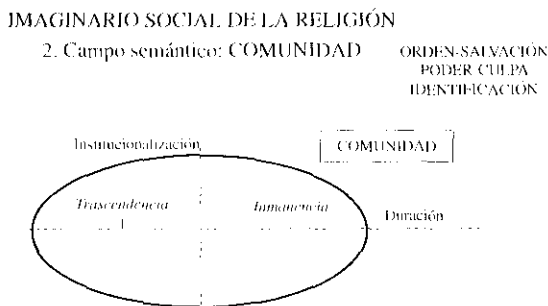 IMAGINARIO SOCIAL DE LA RELIGIÓN
2. Campo semántico: COMUNIDAD
ORDEN-SALVACIÓN
PODER CULPA
IDENTIFICACIÓN
Institucionalización
COMUNIDAD
Trascendencia
Inmanencia
Duración